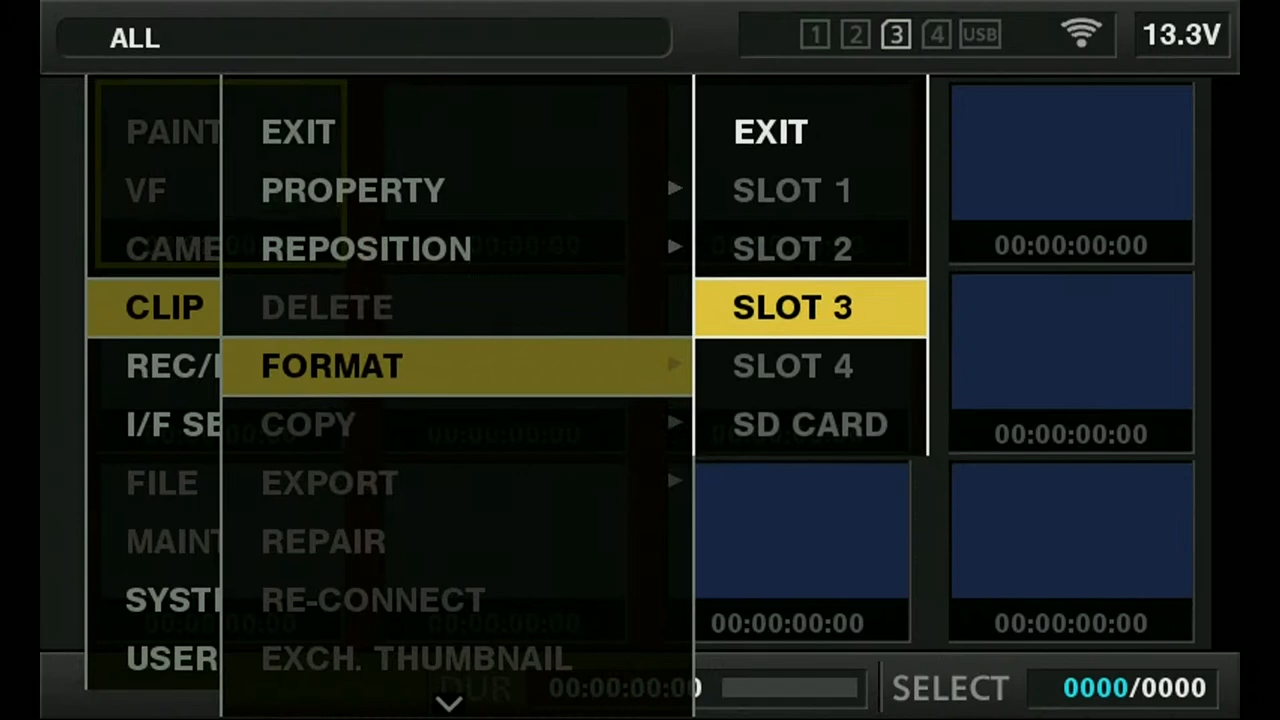 ALL
1 2 3 4 USB
13.3V
PAINT
VF
CAME
CLIP
REC/
I/F SE
FILE
MAINT
SYST
USER
EXIT
PROPERTY
REPOSITION
DELETE
FORMAT
COPY
EXPORT
REPAIR
RE-CONNECT
EXCH. THUMBNAIL
EXIT
SLOT 1
SLOT 2
SLOT 3
SLOT 4
SD CARD
00:00:00:00
00:00:00:00
00:00:00:00
00:00:00:00
DUR 00:00:00:00
SELECT 0000/0000